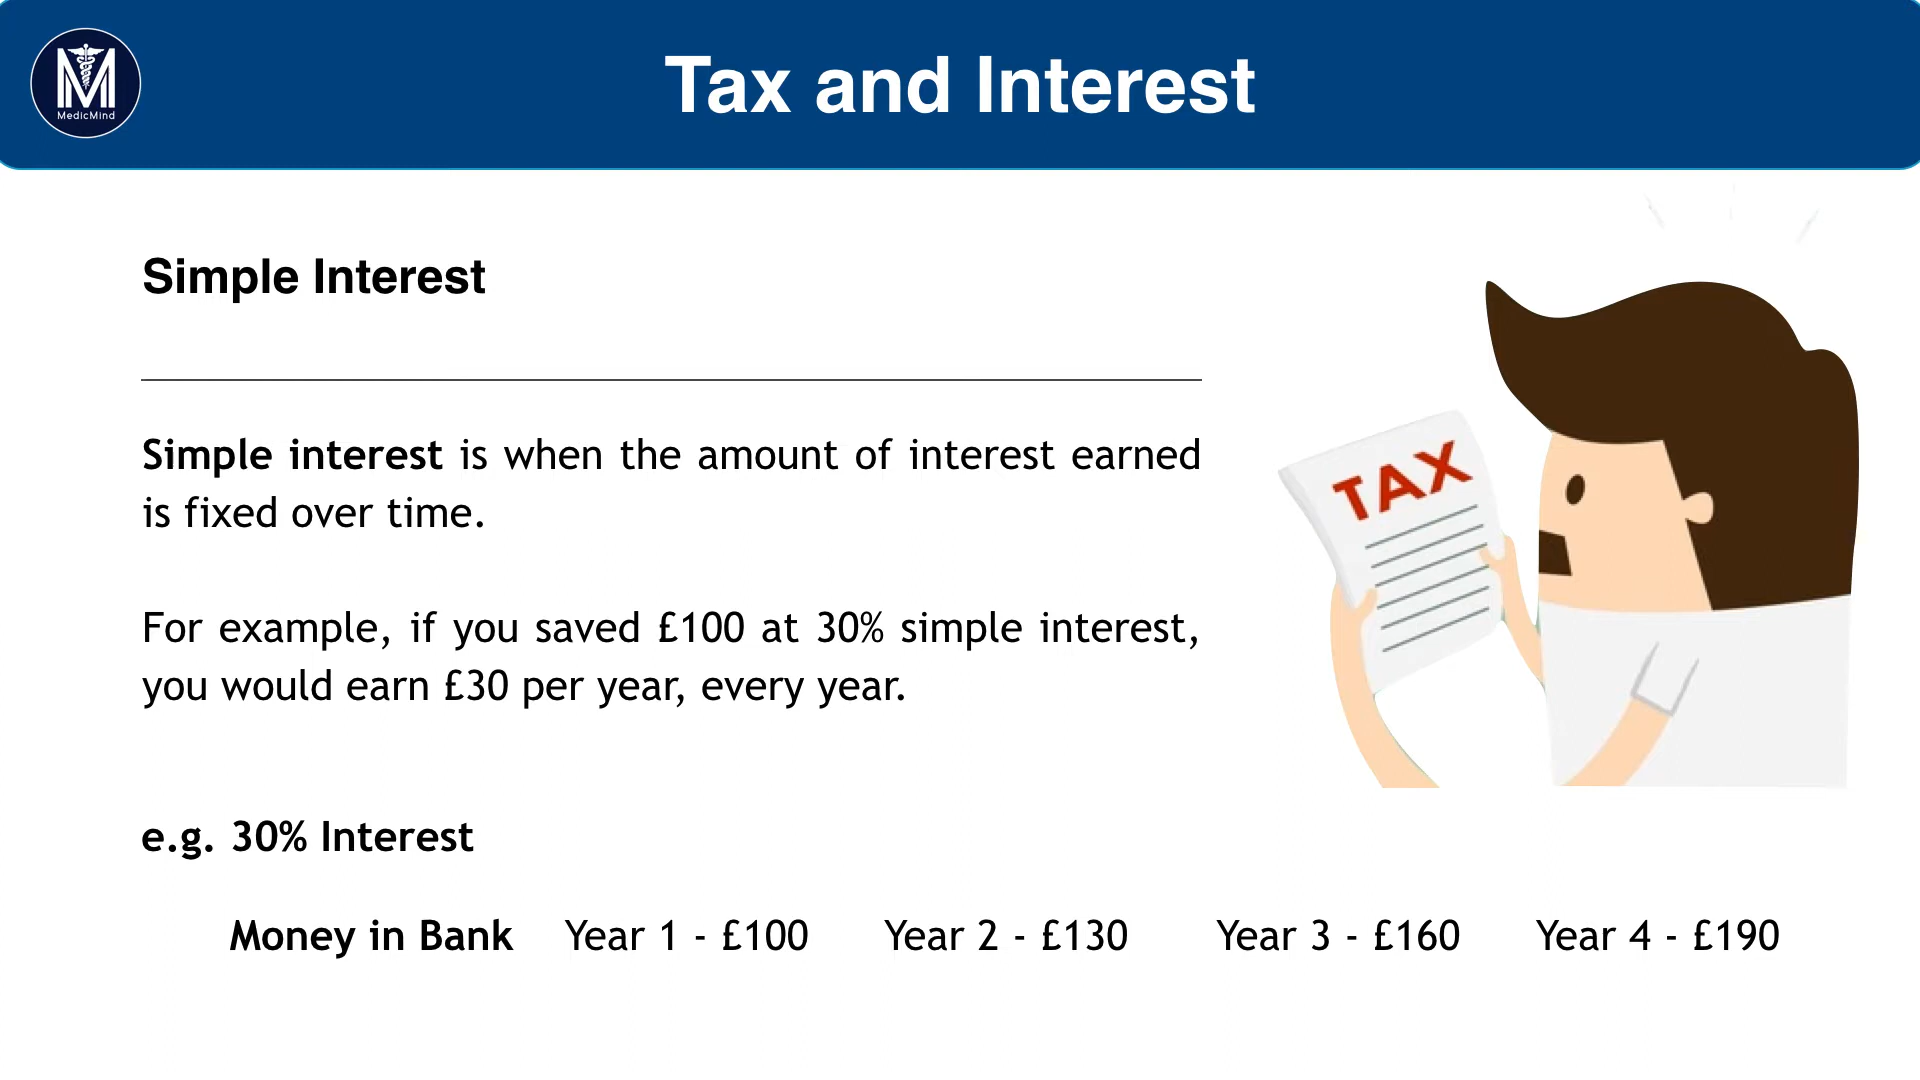 MedicMind
Tax and Interest
Simple Interest
Simple interest is when the amount of interest earned
is fixed over time.
For example, if you saved £100 at 30% simple interest,
you would earn £30 per year, every year.
TAX
e.g. 30% Interest
Money in Bank Year 1 - £100 Year 2 - £130 Year 3 - £160 Year 4 - £190